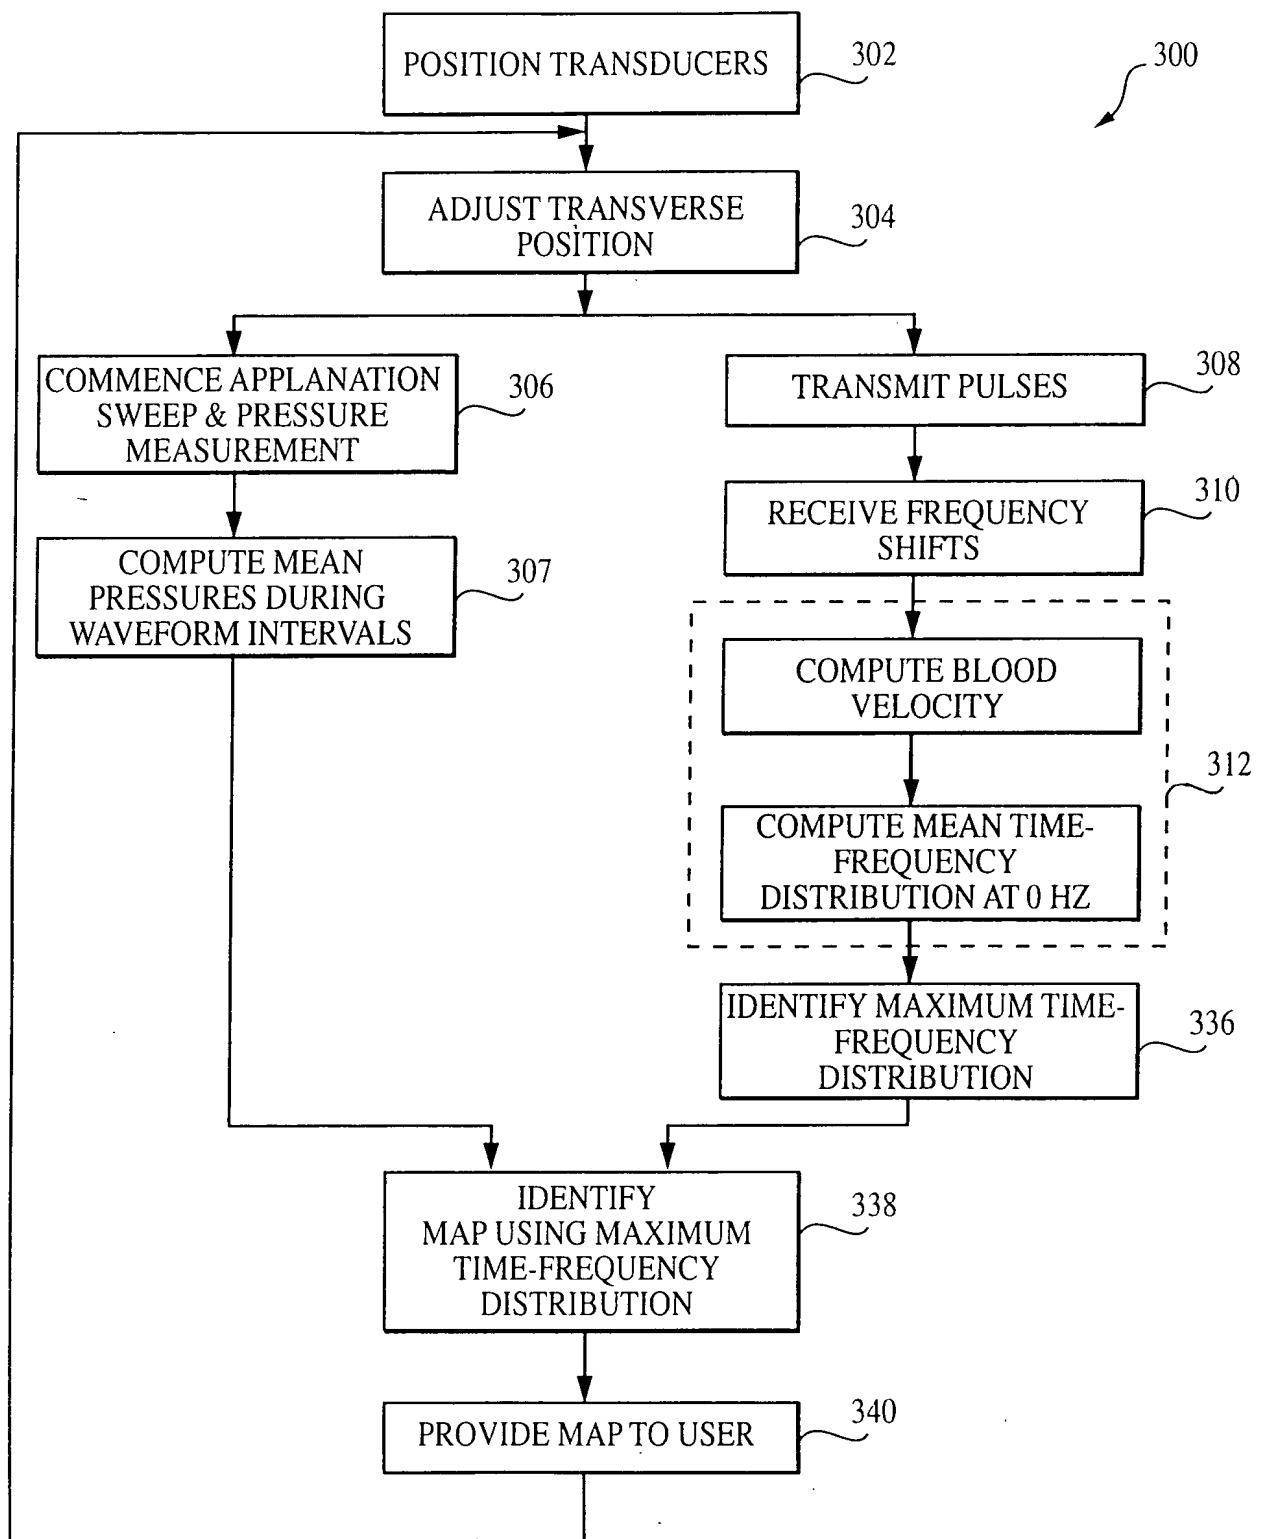 POSITION TRANSDUCERS
302
300
ADJUST TRANSVERSE
POSITION
304
COMMENCE APPLANATION
SWEEP & PRESSURE
MEASUREMENT
306
TRANSMIT PULSES
308
RECEIVE FREQUENCY
SHIFTS
310
COMPUTE MEAN
PRESSURES DURING
WAVEFORM INTERVALS
307
COMPUTE BLOOD
VELOCITY
312
COMPUTE MEAN TIME-
FREQUENCY
DISTRIBUTION AT 0 HZ
IDENTIFY MAXIMUM TIME-
FREQUENCY
DISTRIBUTION
336
IDENTIFY
MAP USING MAXIMUM
TIME-FREQUENCY
DISTRIBUTION
338
PROVIDE MAP TO USER
340